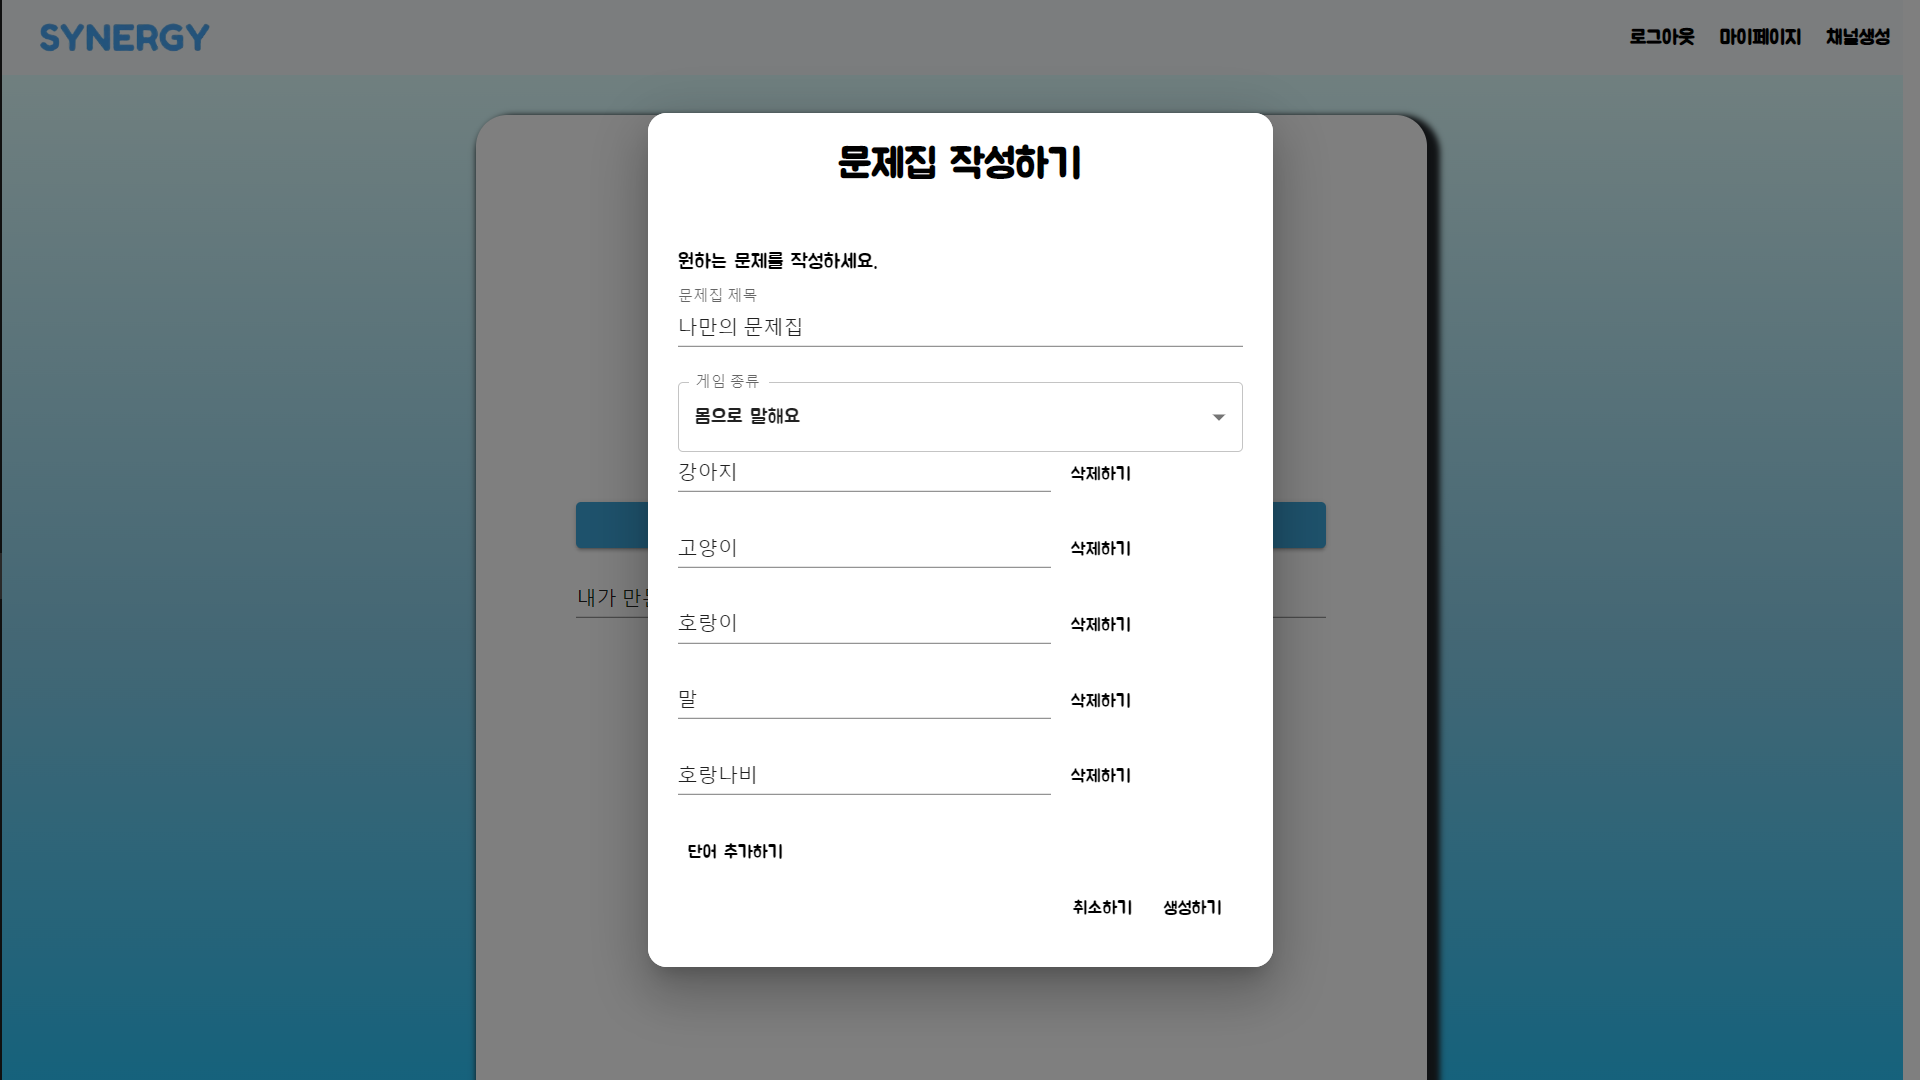 SYNERGY
로그아웃 마이페이지 채널생성
문제집 작성하기
원하는 문제를 작성하세요.
문제집 제목
나만의 문제집
게임 종류
몸으로 말해요
강아지 삭제하기
고양이 삭제하기
내가
호랑이 삭제하기
말 삭제하기
호랑나비 삭제하기
단어 추가하기
취소하기 생성하기